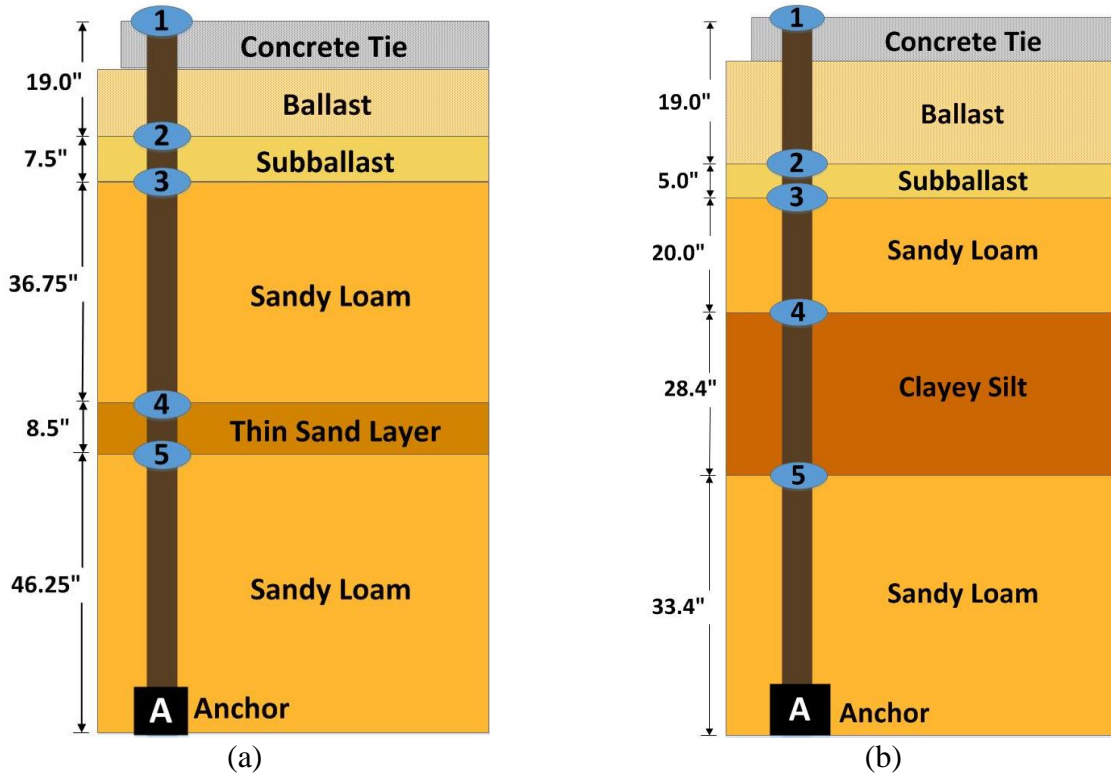 1
Concrete Tie
19.0"
Ballast
2
7.5"
Subballast
3
36.75"
Sandy Loam
4
8.5"
Thin Sand Layer
5
46.25"
Sandy Loam
A
Anchor
(a)
1
Concrete Tie
19.0"
Ballast
2
5.0"
Subballast
3
20.0"
Sandy Loam
4
28.4"
Clayey Silt
5
33.4"
Sandy Loam
A
Anchor
(b)